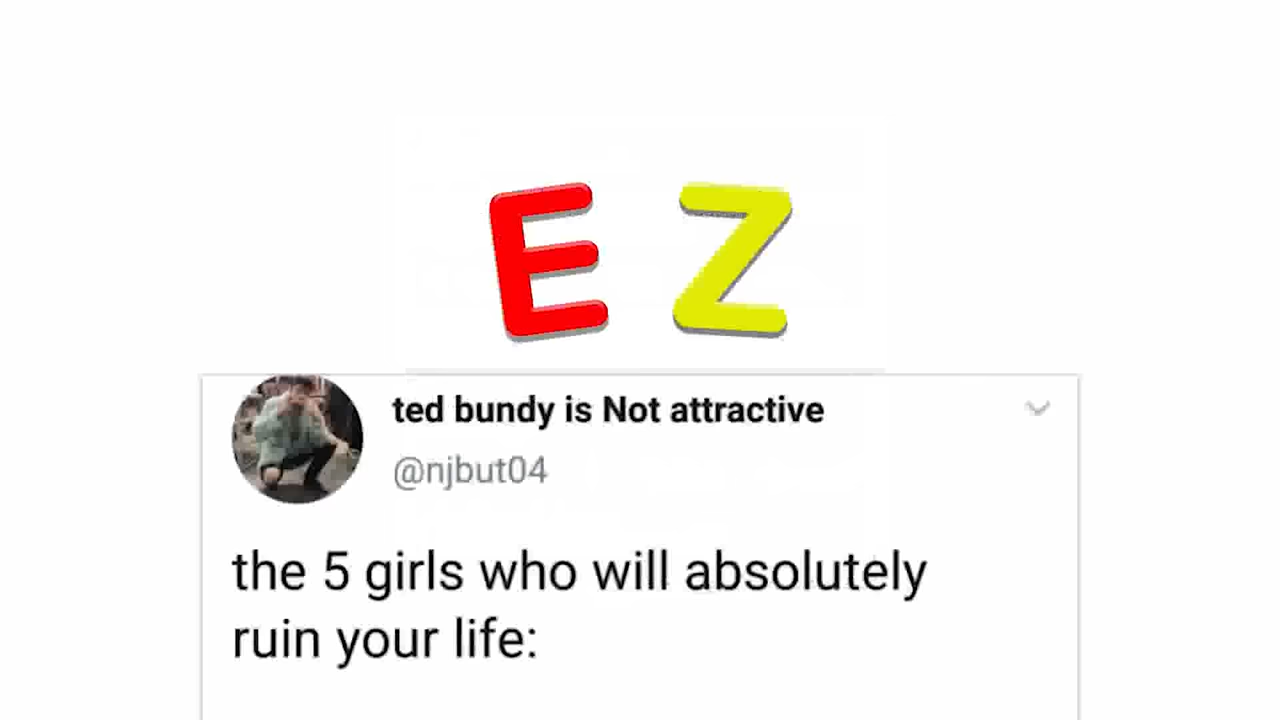 E Z
ted bundy is Not attractive
@njbut04
the 5 girls who will absolutely
ruin your life: